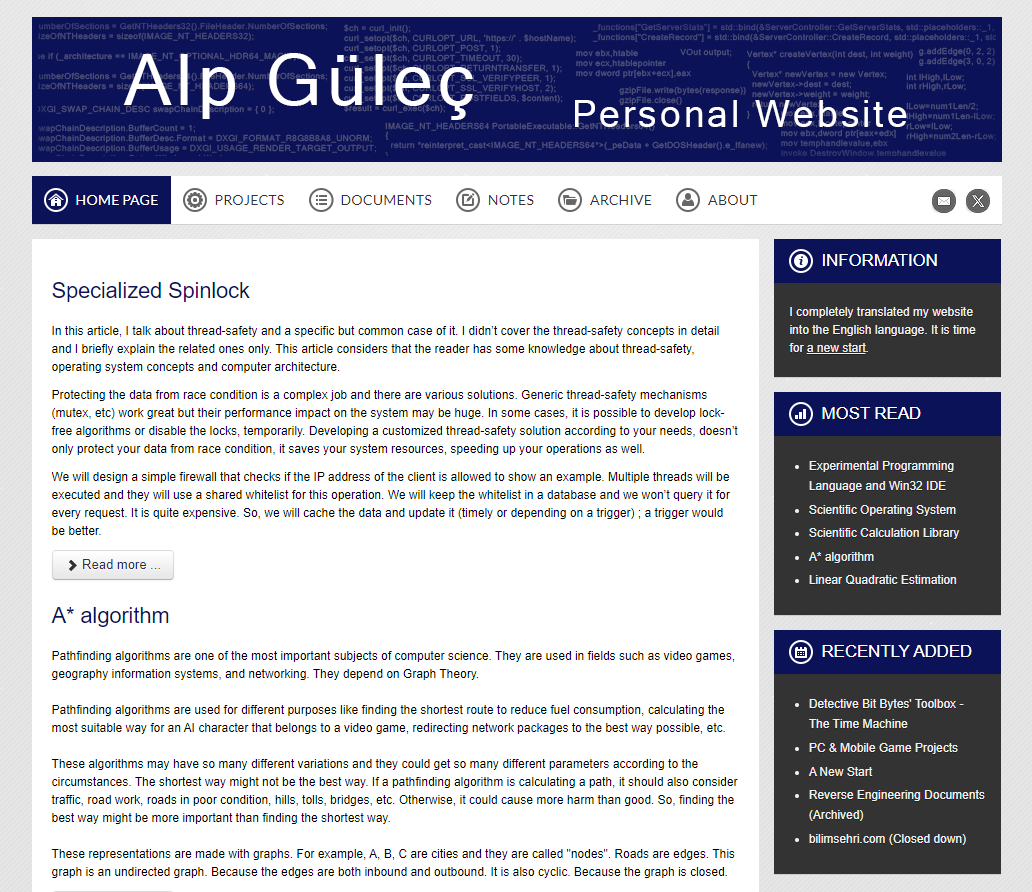 Alp Güleç
Personal Website
HOME PAGE
PROJECTS
DOCUMENTS
NOTES
ARCHIVE
ABOUT
Specialized Spinlock
In this article, I talk about thread-safety and a specific but common case of it. I didn't cover the thread-safety concepts in detail
and I briefly explain the related ones only. This article considers that the reader has some knowledge about thread-safety,
operating system concepts and computer architecture.
Protecting the data from race condition is a complex job and there are various solutions. Generic thread-safety mechanisms
(mutex, etc) work great but their performance impact on the system may be huge. In some cases, it is possible to develop lock-
free algorithms or disable the locks, temporarily. Developing a customized thread-safety solution according to your needs, doesn't
only protect your data from race condition, it saves your system resources, speeding up your operations as well.
We will design a simple firewall that checks if the IP address of the client is allowed to show an example. Multiple threads will be
executed and they will use a shared whitelist for this operation. We will keep the whitelist in a database and we won't query it for
every request. It is quite expensive. So, we will cache the data and update it (timely or depending on a trigger) ; a trigger would
be better.
Read more ...
A* algorithm
Pathfinding algorithms are one of the most important subjects of computer science. They are used in fields such as video games,
geography information systems, and networking. They depend on Graph Theory.
Pathfinding algorithms are used for different purposes like finding the shortest route to reduce fuel consumption, calculating the
most suitable way for an AI character that belongs to a video game, redirecting network packages to the best way possible, etc.
These algorithms may have so many different variations and they could get so many different parameters according to the
circumstances. The shortest way might not be the best way. If a pathfinding algorithm is calculating a path, it should also consider
traffic, road work, roads in poor condition, hills, tolls, bridges, etc. Otherwise, it could cause more harm than good. So, finding the
best way might be more important than finding the shortest way.
These representations are made with graphs. For example, A, B, C are cities and they are called "nodes". Roads are edges. This
graph is an undirected graph. Because the edges are both inbound and outbound. It is also cyclic. Because the graph is closed.
INFORMATION
I completely translated my website
into the English language. It is time
for a new start.
MOST READ
Experimental Programming
Language and Win32 IDE
Scientific Operating System
Scientific Calculation Library
A* algorithm
Linear Quadratic Estimation
RECENTLY ADDED
Detective Bit Bytes' Toolbox -
The Time Machine
PC & Mobile Game Projects
A New Start
Reverse Engineering Documents
(Archived)
bilimsehri.com (Closed down)